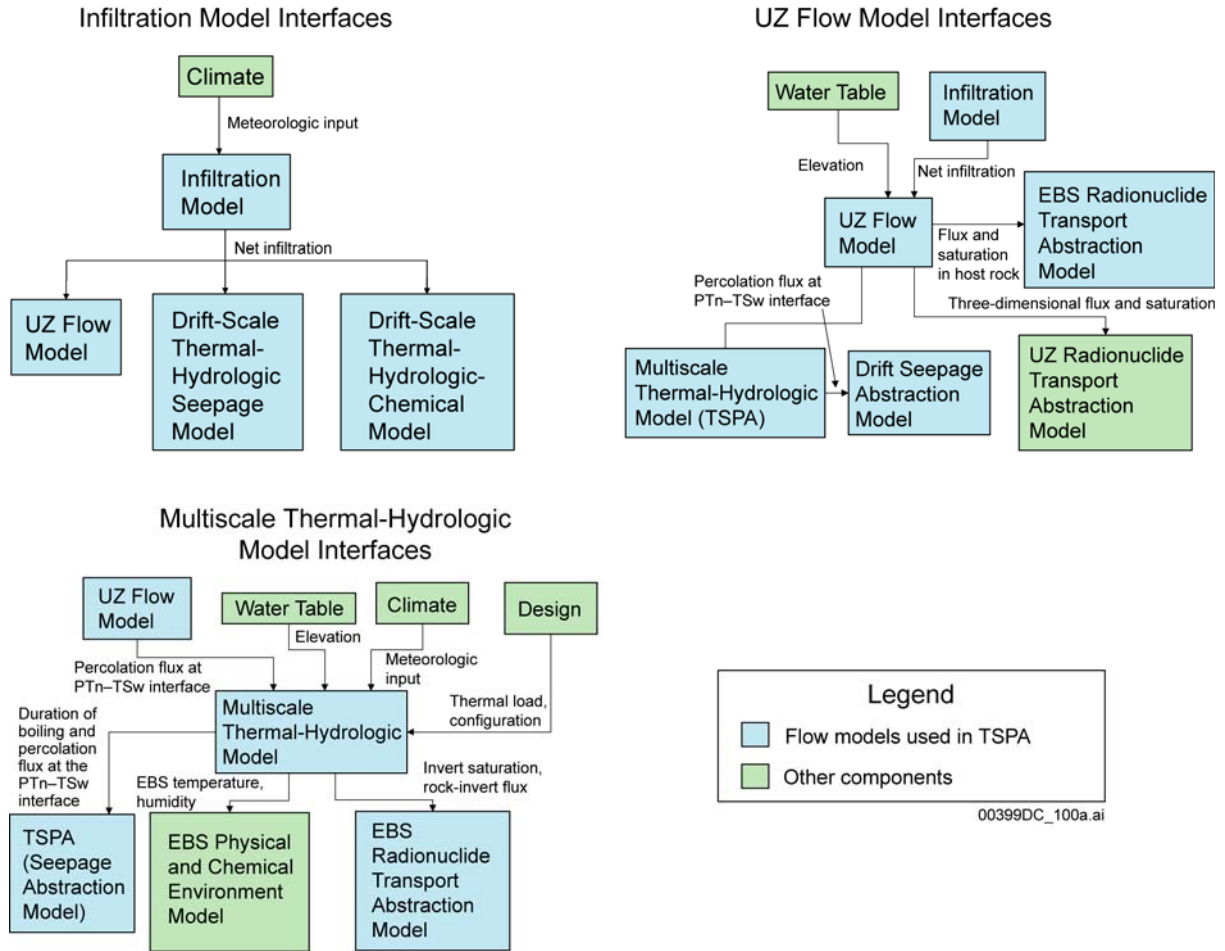 Infiltration Model Interfaces
Climate
Meteorologic input
Infiltration
Model
Net infiltration
UZ Flow
Model
Drift-Scale
Thermal-
Hydrologic
Seepage
Model
Drift-Scale
Thermal-
Hydrologic-
Chemical
Model
UZ Flow Model Interfaces
Water Table
Infiltration
Model
Elevation
Net infiltration
UZ Flow
Model
Flux and
saturation
in host rock
EBS Radionuclide
Transport
Abstraction
Model
Percolation flux at
PTn–TSw interface
Three-dimensional flux and saturation
Multiscale
Thermal-Hydrologic
Model (TSPA)
Drift Seepage
Abstraction
Model
UZ Radionuclide
Transport
Abstraction
Model
Multiscale Thermal-Hydrologic
Model Interfaces
UZ Flow
Model
Water Table
Climate
Design
Percolation flux at
PTn–TSw interface
Elevation
Meteorologic
input
Thermal load,
configuration
Multiscale
Thermal-Hydrologic
Model
Duration of
boiling and
percolation
flux at the
PTn–TSw
interface
EBS temperature,
humidity
Invert saturation,
rock-invert flux
TSPA
(Seepage
Abstraction
Model)
EBS Physical
and Chemical
Environment
Model
EBS
Radionuclide
Transport
Abstraction
Model
Legend
Flow models used in TSPA
Other components
00399DC_100a.ai